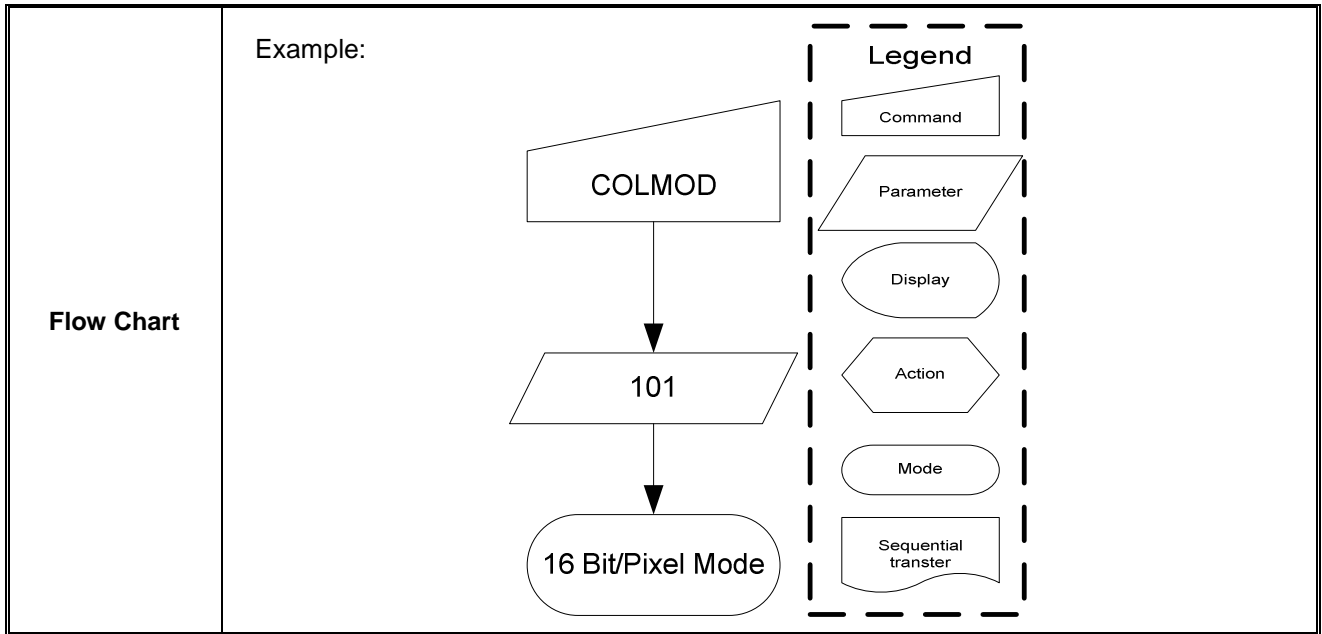 Flow Chart
Example:
COLMOD
101
16 Bit/Pixel Mode
Legend
Command
Parameter
Display
Action
Mode
Sequential
transter